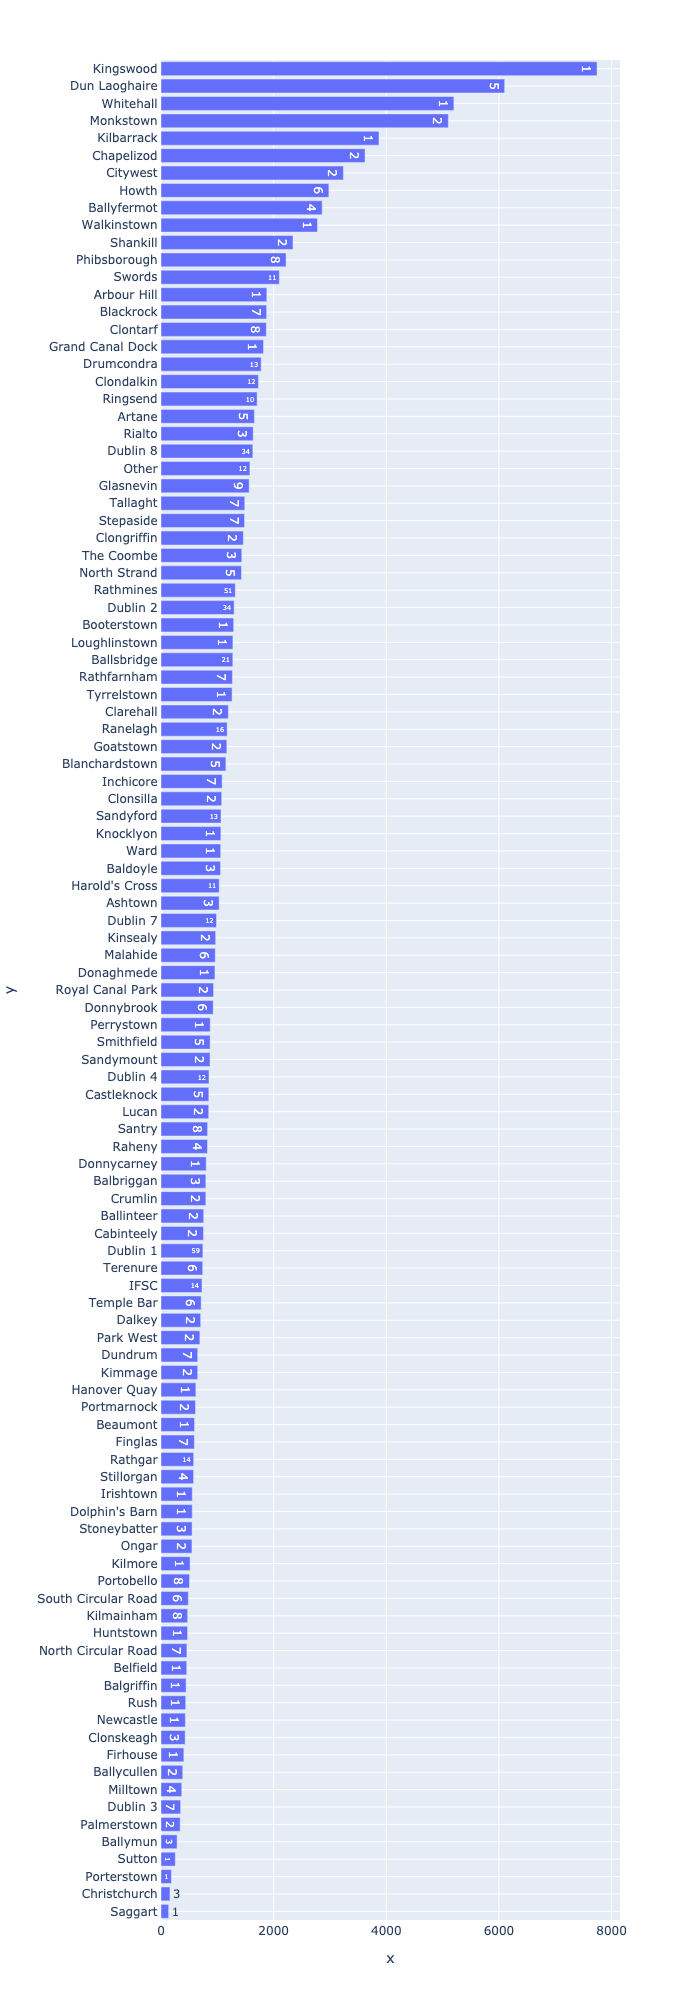 Kingswood 1
Dun Laoghaire 5
Whitehall 1
Monkstown 2
Kilbarrack 1
Chapelizod 2
Citywest 2
Howth 6
Ballyfermot 4
Walkinstown 1
Shankill 2
Phibsborough 8
Swords 11
Arbour Hill 1
Blackrock 7
Clontarf 8
Grand Canal Dock 1
Drumcondra 13
Clondalkin 12
Ringsend 10
Artane 5
Rialto 3
Dublin 8 34
Other 12
Glasnevin 9
Tallaght 7
Stepaside 7
Clongriffin 2
The Coombe 3
North Strand 5
Rathmines 51
Dublin 2 34
Booterstown 1
Loughlinstown 1
Ballsbridge 21
Rathfarnham 7
Tyrrelstown 1
Clarehall 2
Ranelagh 16
Goatstown 2
Blanchardstown 5
Inchicore 7
Clonsilla 2
Sandyford 13
Knocklyon 1
Ward 1
Baldoyle 3
Harold's Cross 11
Ashtown 3
Dublin 7 12
Kinsealy 2
Malahide 6
Donaghmede 1
y
Royal Canal Park 2
Donnybrook 6
Perrystown 1
Smithfield 5
Sandymount 2
Dublin 4 12
Castleknock 5
Lucan 2
Santry 8
Raheny 4
Donnycarney 1
Balbriggan 3
Crumlin 2
Ballinteer 2
Cabinteely 2
Dublin 1 59
Terenure 6
IFSC 14
Temple Bar 6
Dalkey 2
Park West 2
Dundrum 7
Kimmage 2
Hanover Quay 1
Portmarnock 2
Beaumont 1
Finglas 7
Rathgar 14
Stillorgan 4
Irishtown 1
Dolphin's Barn 1
Stoneybatter 3
Ongar 2
Kilmore 1
Portobello 8
South Circular Road 6
Kilmainham 8
Huntstown 1
North Circular Road 7
Belfield 1
Balgriffin 1
Rush 1
Newcastle 1
Clonskeagh 3
Firhouse 1
Ballycullen 2
Milltown 4
Dublin 3 7
Palmerstown 2
Ballymun 3
Sutton 1
Porterstown 1
Christchurch 3
Saggart 1
0 2000 4000 6000 8000
x